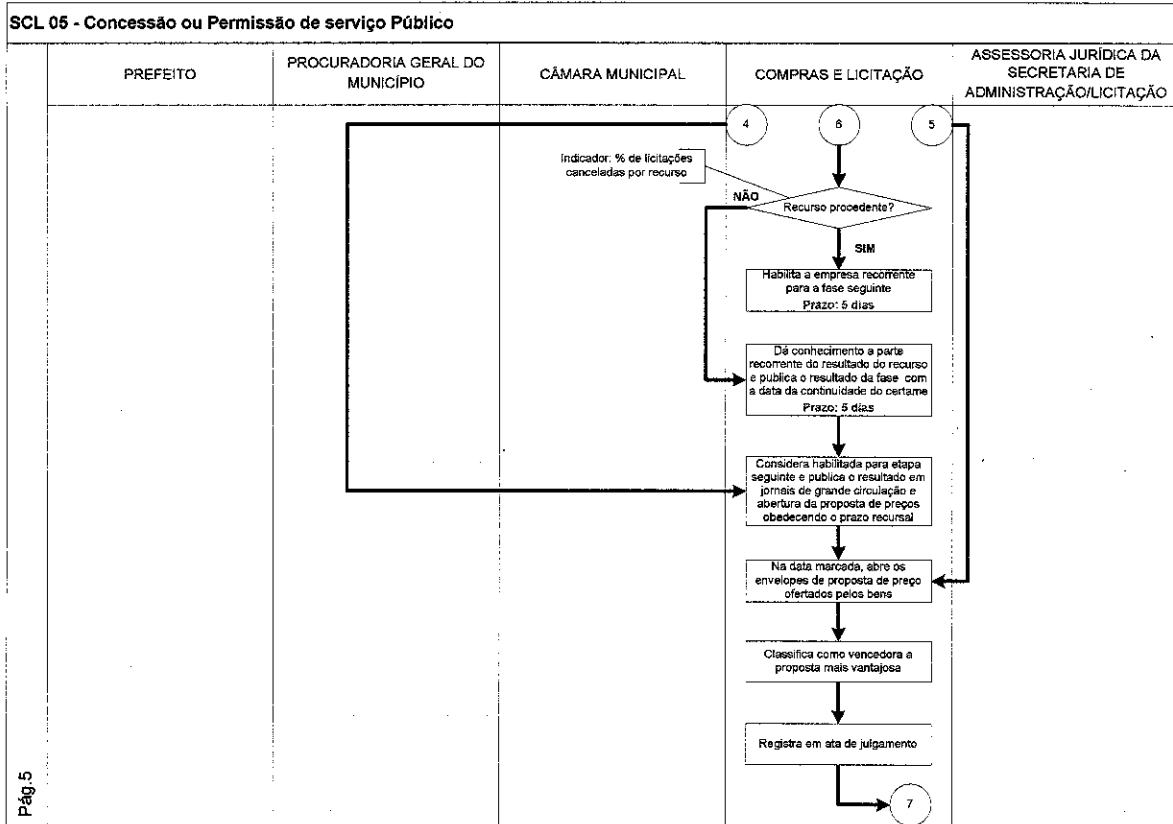 SCL 05 - Concessão ou Permissão de serviço Público
PREFEITO
PROCURADORIA GERAL DO
MUNICÍPIO
CÂMARA MUNICIPAL
COMPRAS E LICITAÇÃO
ASSESSORIA JURÍDICA DA
SECRETARIA DE
ADMINISTRAÇÃO/LICITAÇÃO
4
6
5
Indicador: % de licitações
canceladas por recurso
NÃO
Recurso procedente?
SIM
Habilita a empresa recorrente
para a fase seguinte
Prazo: 5 dias
Dá conhecimento a parte
recorrente do resultado do recurso
e publica o resultado da fase com
a data da continuidade do certame
Prazo: 5 dias
Considera habilitada para etapa
seguinte e publica o resultado em
jornais de grande circulação e
abertura da proposta de preços
obedecendo o prazo recursal
Na data marcada, abre os
envelopes de proposta de preço
ofertados pelos bens
Classifica como vencedora a
proposta mais vantajosa
Registra em ata de julgamento
7
Pág.5